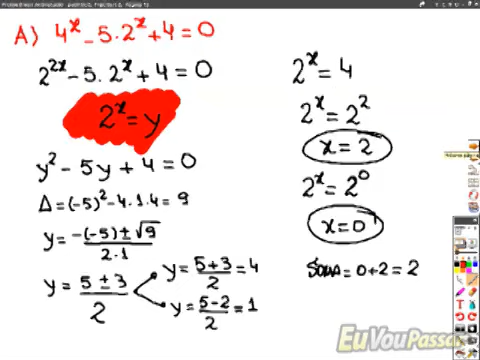 A) 4^x - 5 . 2^x + 4 = 0
2^2x - 5 . 2^x + 4 = 0
2^x = y
y² - 5y + 4 = 0
Δ = (-5)² - 4 . 1 . 4 = 9
y = -(-5) ± √9 / 2 . 1
y = 5 ± 3 / 2
y = 5 + 3 / 2 = 4
y = 5 - 2 / 2 = 1
2^x = 4
2^x = 2²
x = 2
2^x = 2^0
x = 0
Soma = 0 + 2 = 2
EuVouPassar